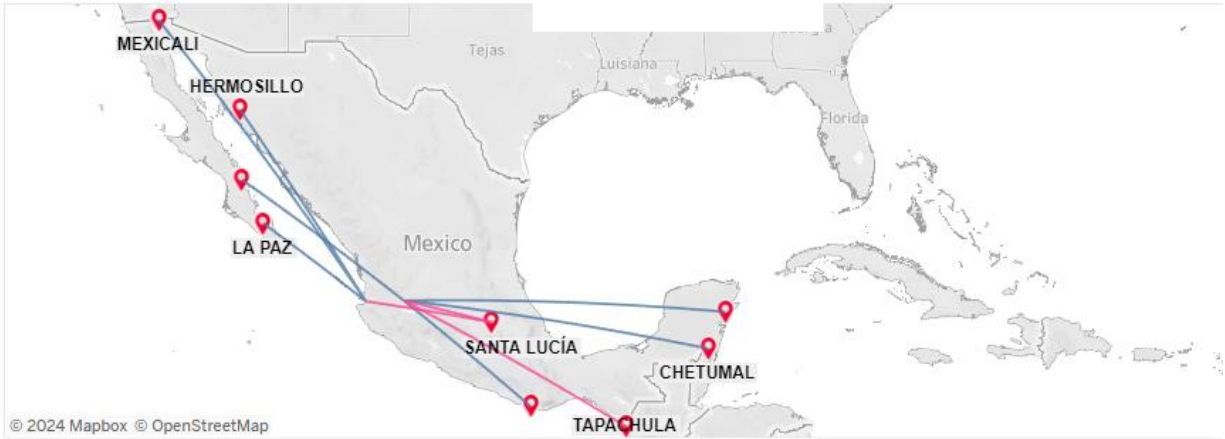 MEXICALI
Tejas
Luisiana
HERMOSILLO
Florida
LA PAZ
Mexico
SANTA LUCÍA
CHETUMAL
TAPACHULA
© 2024 Mapbox © OpenStreetMap